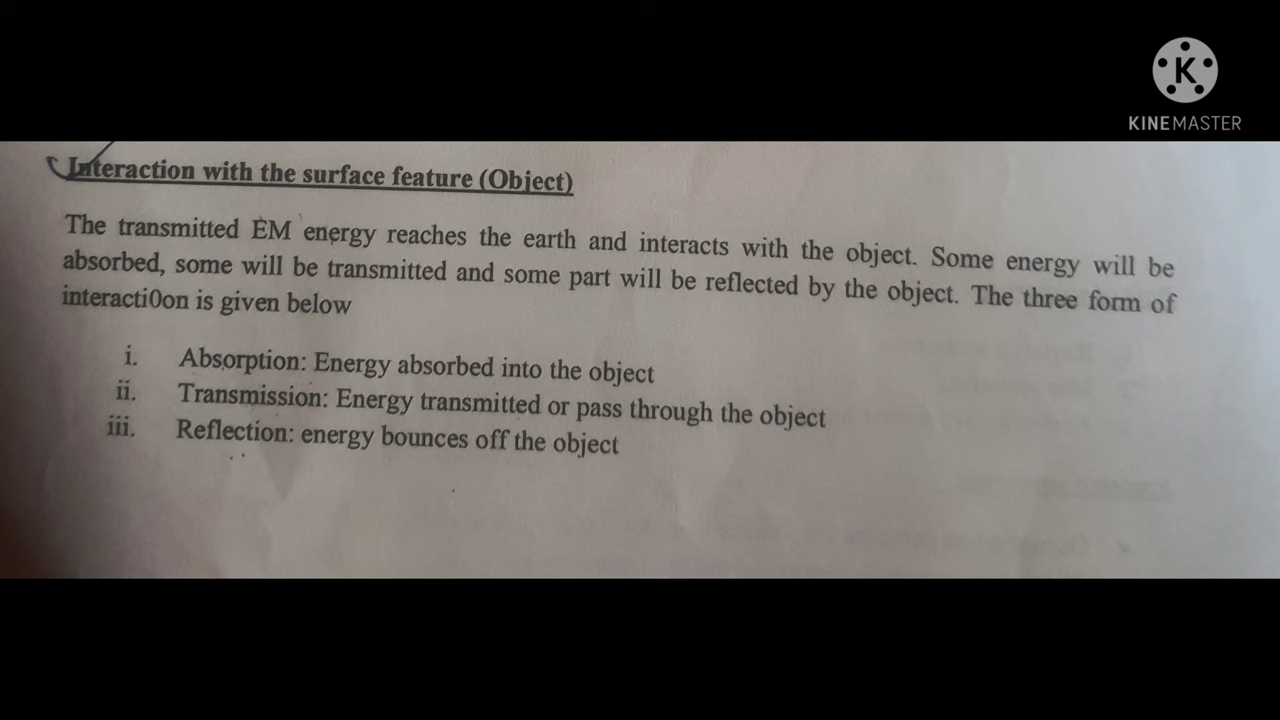 K
KINEMASTER
Interaction with the surface feature (Object)
The transmitted EM energy reaches the earth and interacts with the object. Some energy will be
absorbed, some will be transmitted and some part will be reflected by the object. The three form of
interacti0on is given below
i. Absorption: Energy absorbed into the object
ii. Transmission: Energy transmitted or pass through the object
iii. Reflection: energy bounces off the object